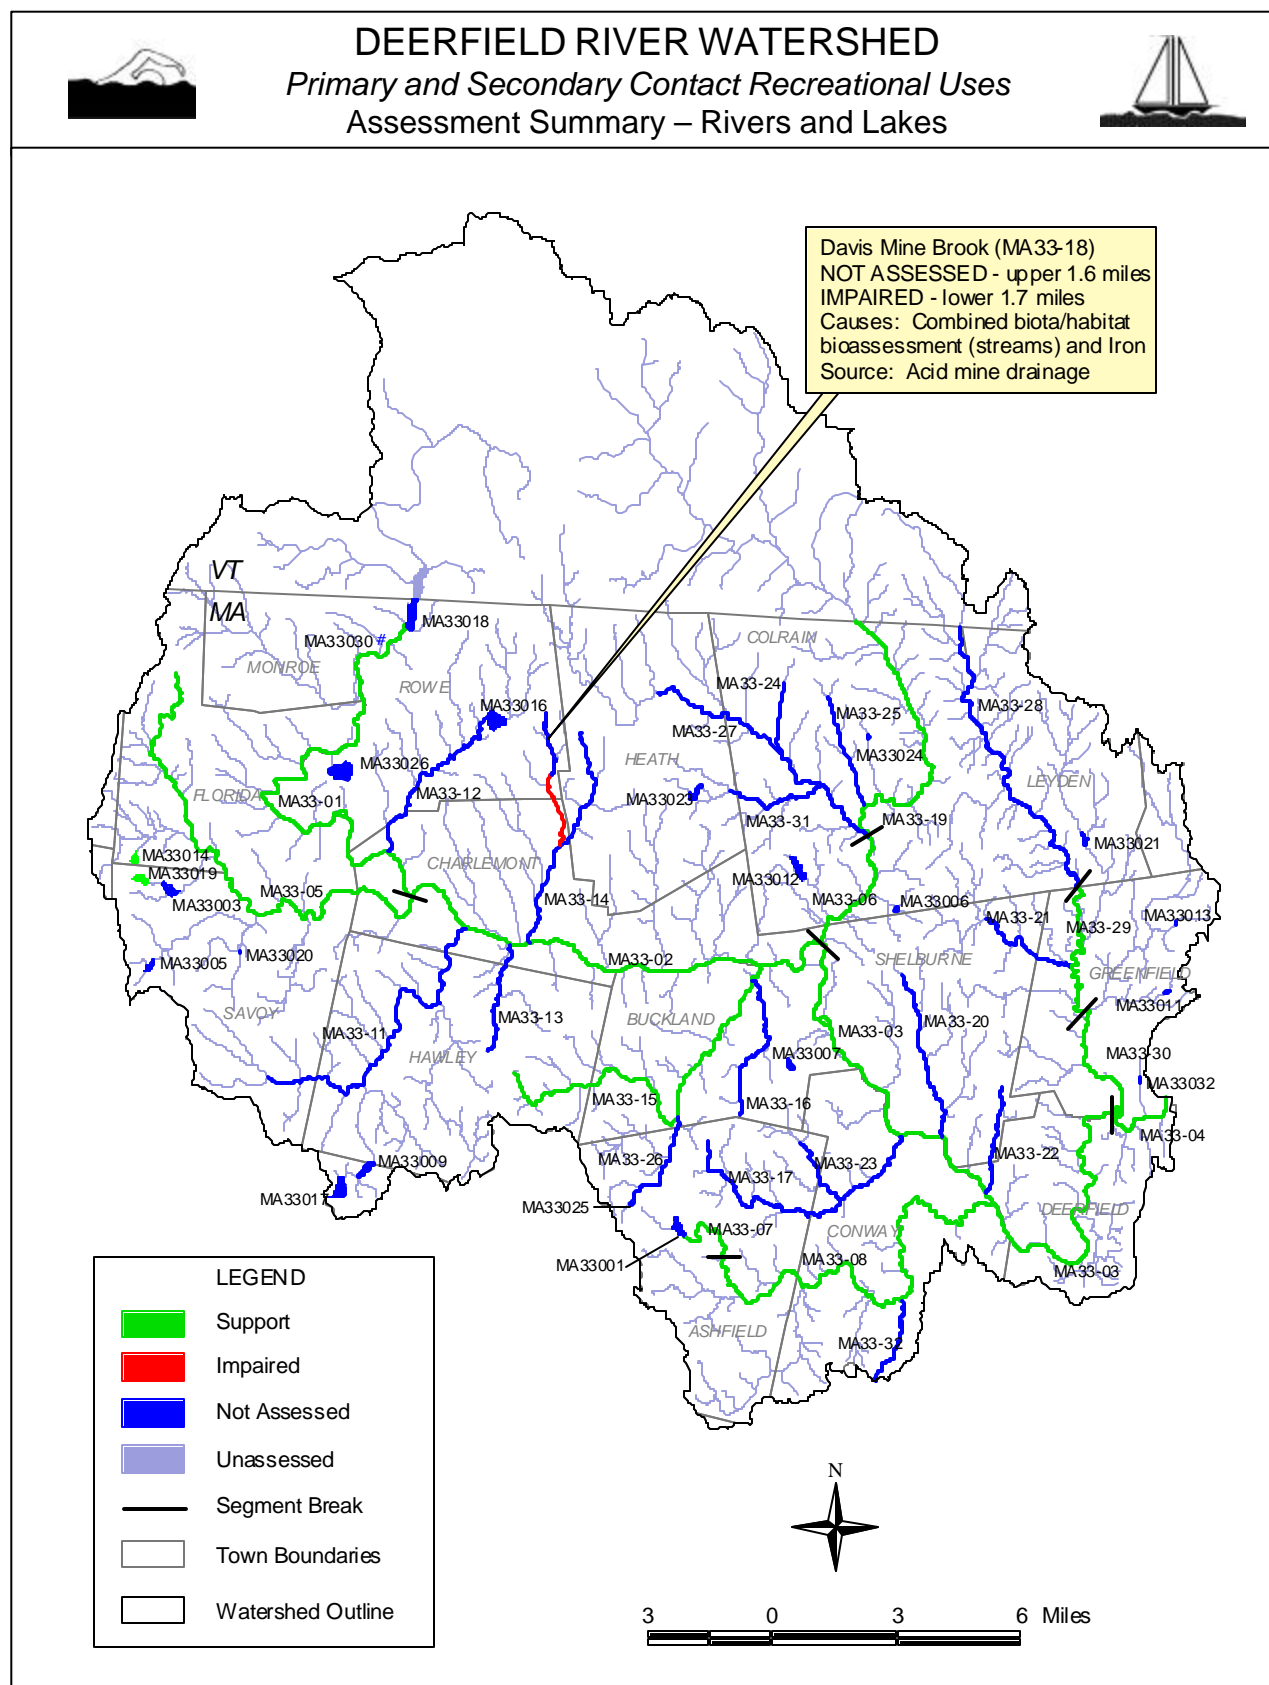 DEERFIELD RIVER WATERSHED
Primary and Secondary Contact Recreational Uses
Assessment Summary – Rivers and Lakes
Davis Mine Brook (MA33-18)
NOT ASSESSED - upper 1.6 miles
IMPAIRED - lower 1.7 miles
Causes: Combined biota/habitat
bioassessment (streams) and Iron
Source: Acid mine drainage
VT
MA
MA33018
MA33030 #
MONROE
COLRAIN
ROWE
MA33-24
MA33016
MA33-25
MA33-28
MA33-27
MA33024
HEATH
MA33026
LEYDEN
FLORIDA
MA33-01
MA33-12
MA33023
MA33-31
MA33-19
MA33021
MA33014
CHARLEMONT
MA33019
MA33012
MA33003
MA33-05
MA33-14
MA33-06
MA33006
MA33-21
MA33013
MA33-29
MA33020
MA33005
MA33-02
SHELBURNE
GREENFIELD
MA33011
SAVOY
MA33-13
BUCKLAND
MA33-11
MA33-03
MA33-20
HAWLEY
MA33007
MA33-30
MA33032
MA33-15
MA33-16
MA33-04
MA33-22
MA33-26
MA33-23
MA33009
MA33-17
MA33017
MA33025
DEERFIELD
MA33-07
CONWAY
MA33001
MA33-08
MA33-03
ASHFIELD
MA33-32
LEGEND
Support
Impaired
Not Assessed
Unassessed
Segment Break
Town Boundaries
Watershed Outline
N
3 0 3 6 Miles